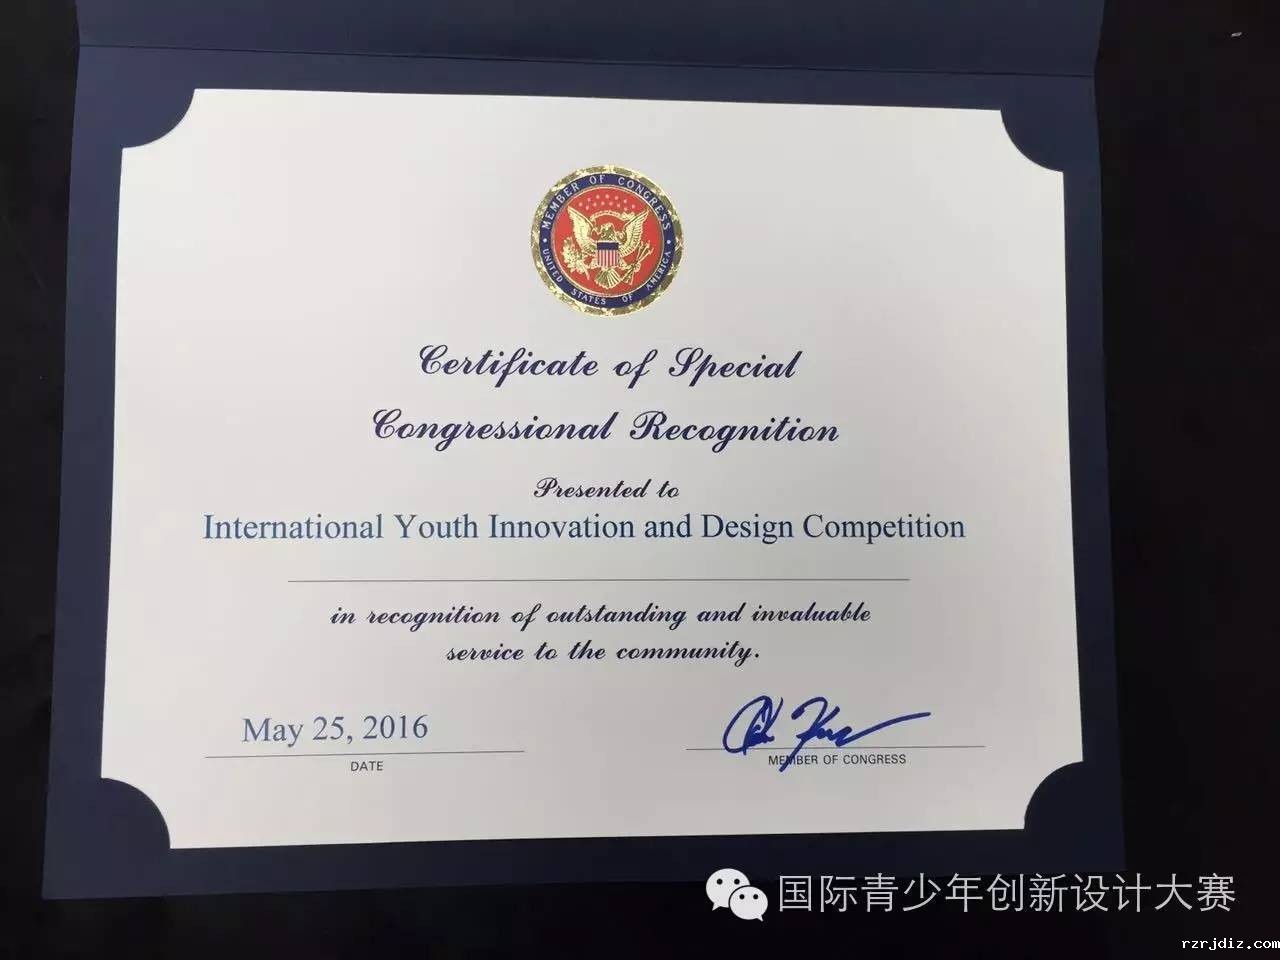 MEMBER OF CONGRESS
UNITED STATES OF AMERICA
Certificate of Special
Congressional Recognition
Presented to
International Youth Innovation and Design Competition
in recognition of outstanding and invaluable
service to the community.
May 25, 2016
DATE
MEMBER OF CONGRESS
国际青少年创新设计大赛
rzrjdiz.com